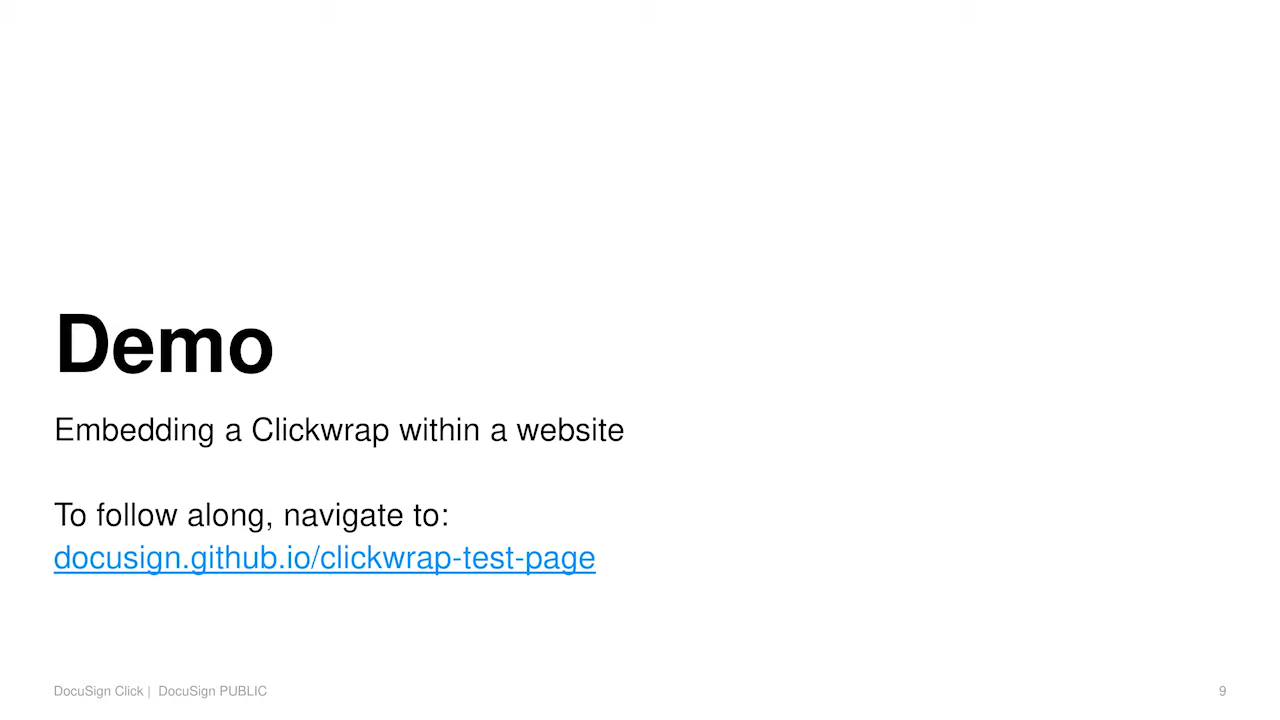 Demo
Embedding a Clickwrap within a website
To follow along, navigate to:
docusign.github.io/clickwrap-test-page
DocuSign Click | DocuSign PUBLIC
9